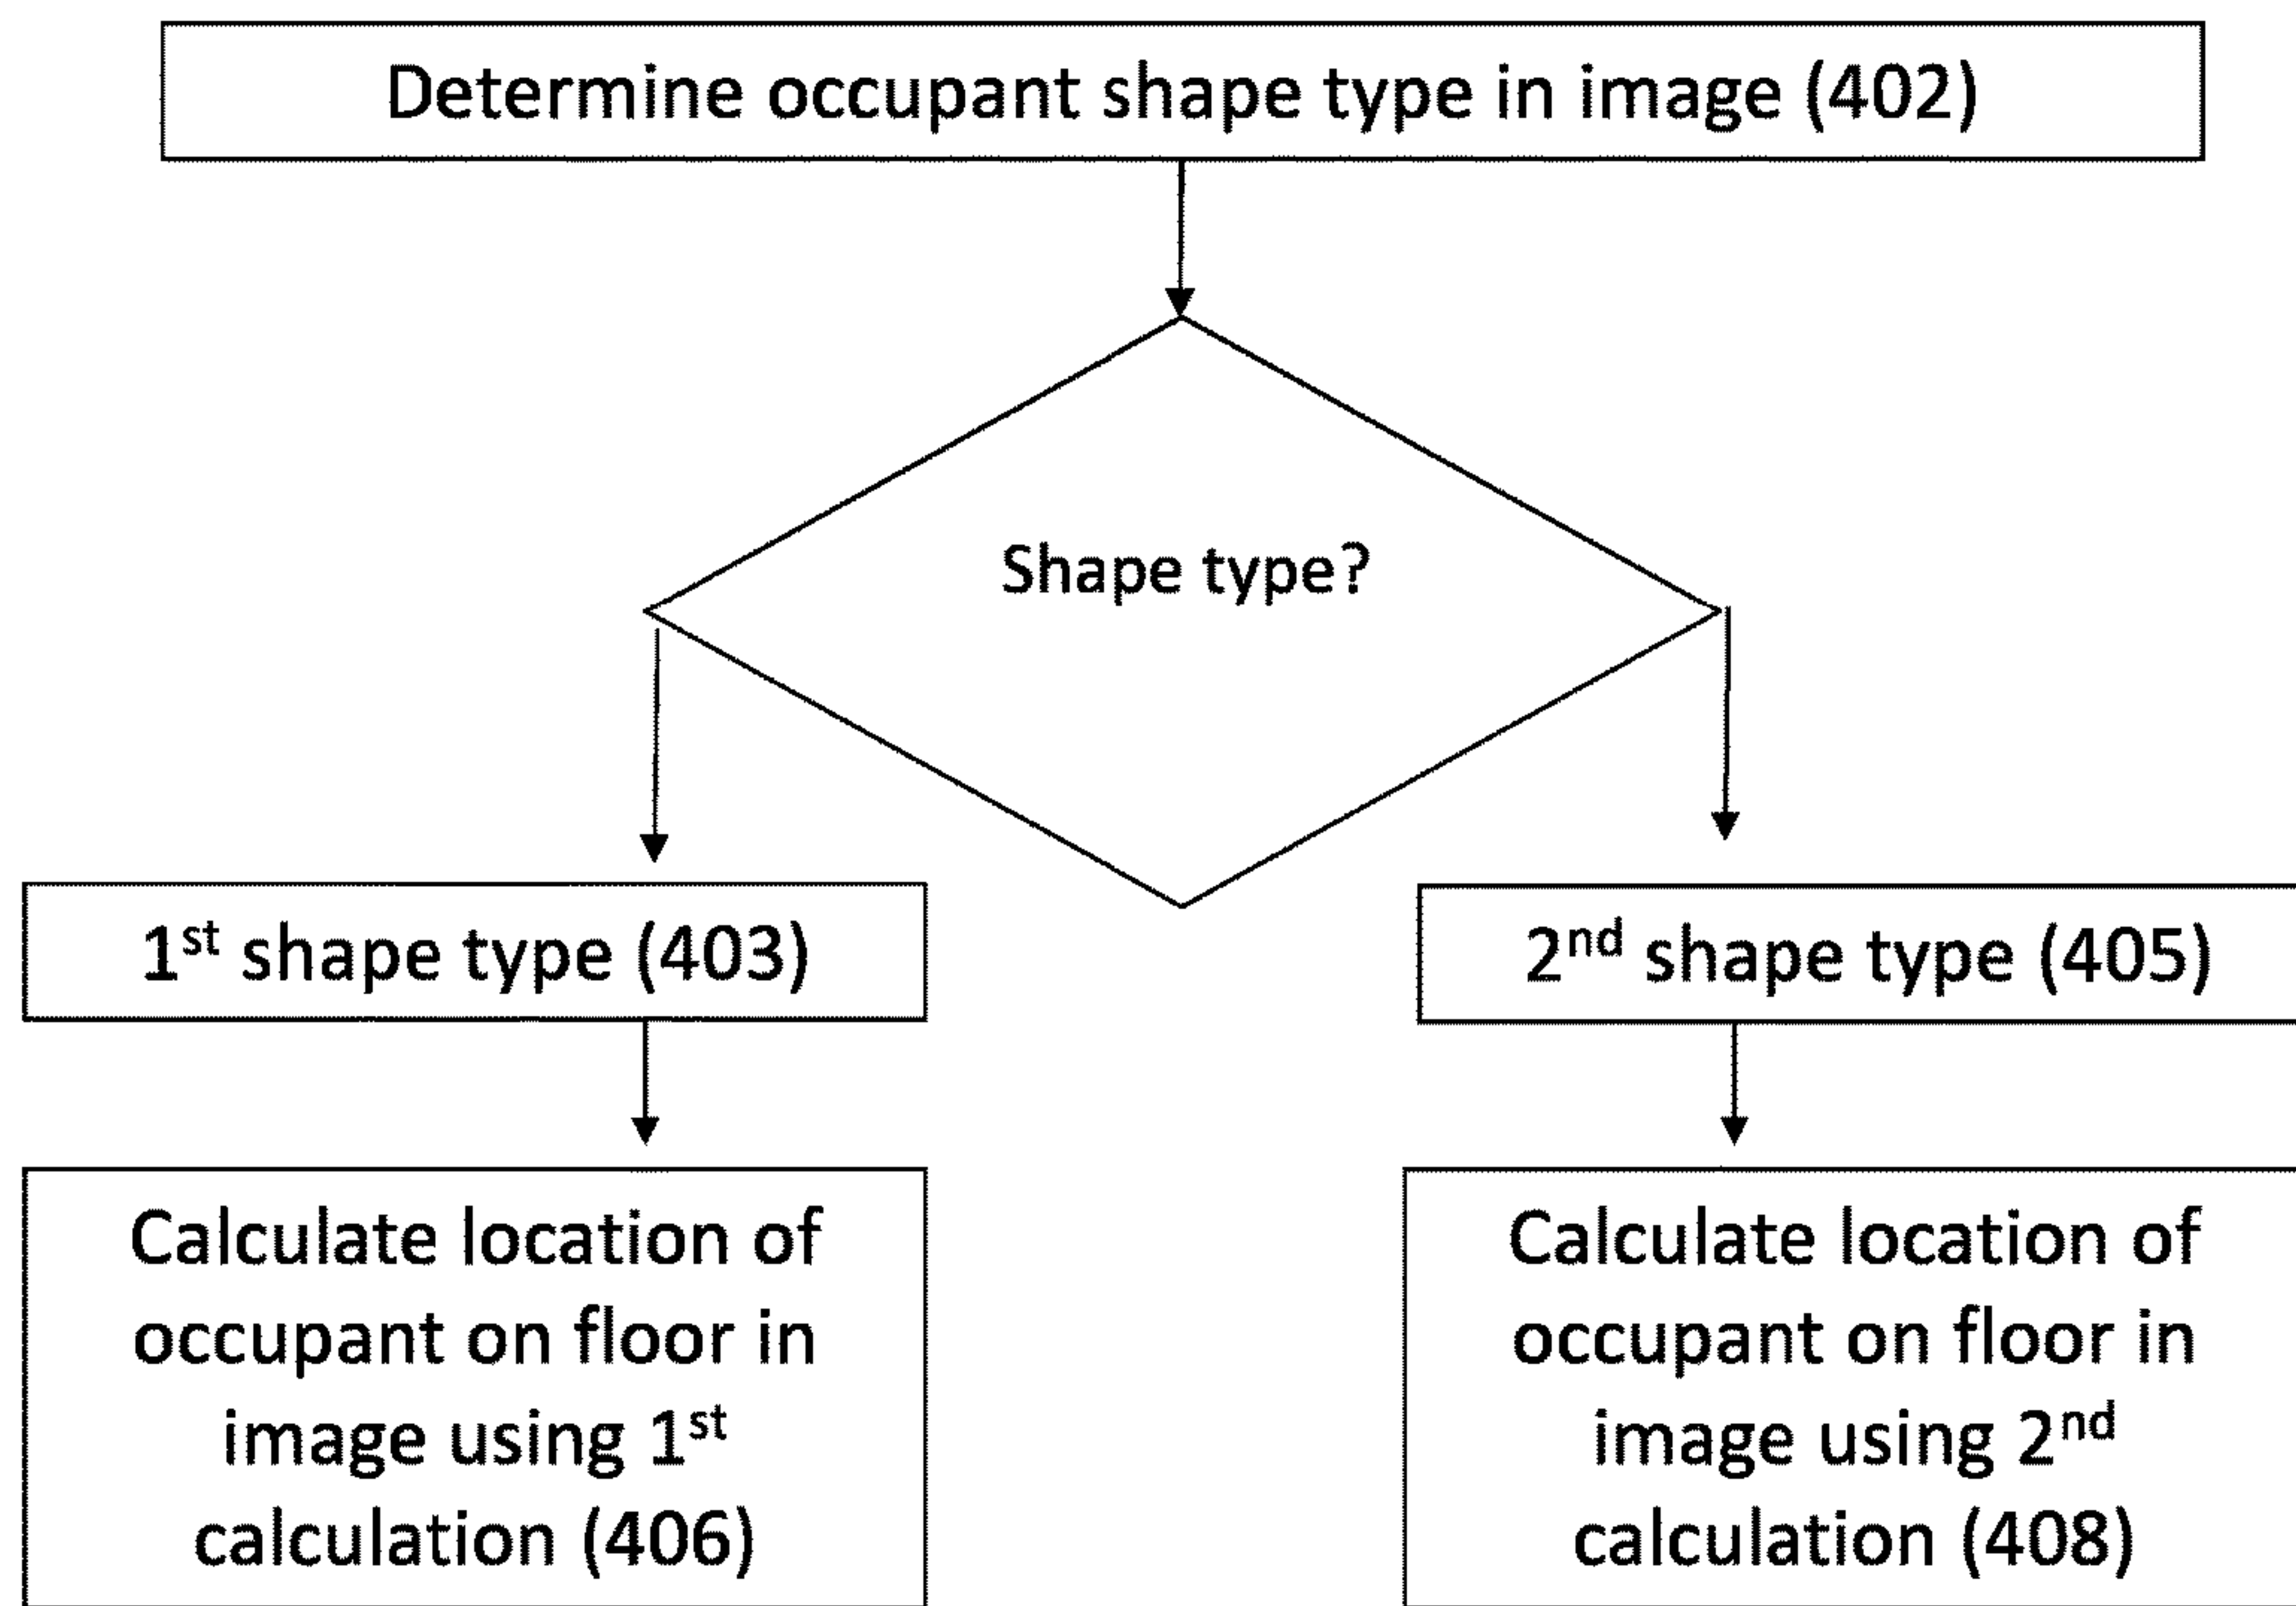 Determine occupant shape type in image (402)
Shape type?
1st shape type (403)
2nd shape type (405)
Calculate location of
occupant on floor in
image using 1st
calculation (406)
Calculate location of
occupant on floor in
image using 2nd
calculation (408)